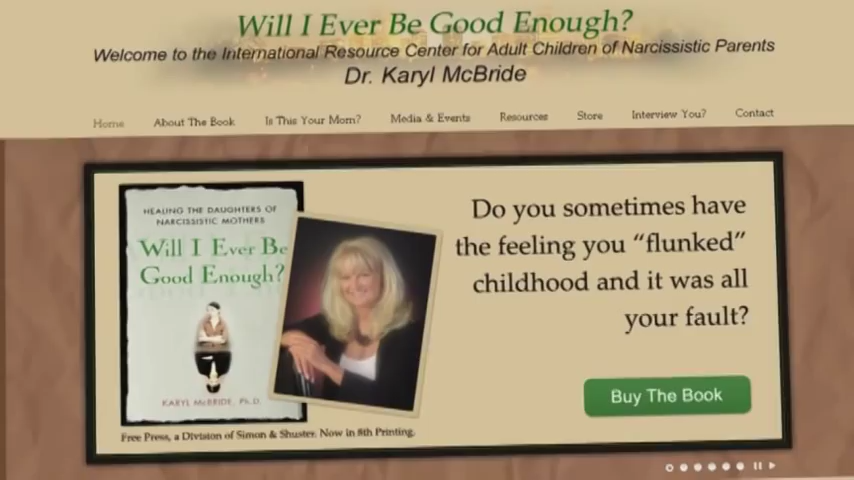 Will I Ever Be Good Enough?
Welcome to the International Resource Center for Adult Children of Narcissistic Parents
Dr. Karyl McBride
Home About The Book Is This Your Mom? Media & Events Resources Store Interview You? Contact
HEALING THE DAUGHTERS OF
NARCISSISTIC MOTHERS
Will I Ever Be
Good Enough?
KARYL McBRIDE, Ph.D.
Do you sometimes have
the feeling you “flunked”
childhood and it was all
your fault?
Buy The Book
Free Press, a Division of Simon & Shuster. Now in 8th Printing.